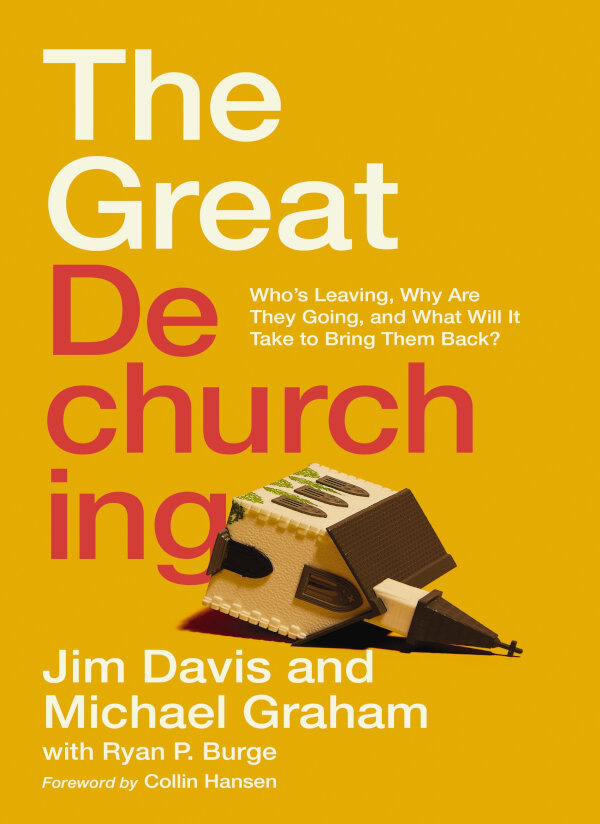 The
Great
De
church
ing
Who's Leaving, Why Are
They Going, and What Will It
Take to Bring Them Back?
Jim Davis and
Michael Graham
with Ryan P. Burge
Foreword by Collin Hansen